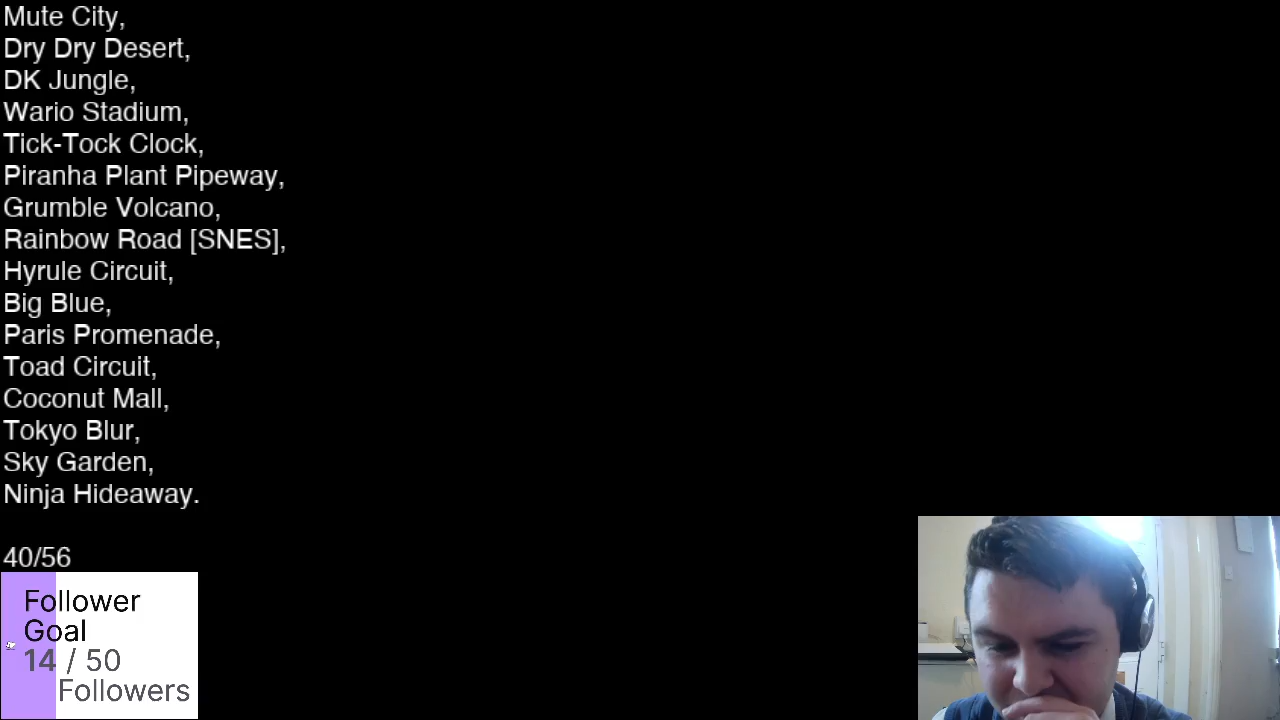 Mute City,
Dry Dry Desert,
DK Jungle,
Wario Stadium,
Tick-Tock Clock,
Piranha Plant Pipeway,
Grumble Volcano,
Rainbow Road [SNES],
Hyrule Circuit,
Big Blue,
Paris Promenade,
Toad Circuit,
Coconut Mall,
Tokyo Blur,
Sky Garden,
Ninja Hideaway.
40/56
Follower
Goal
14 / 50
Followers